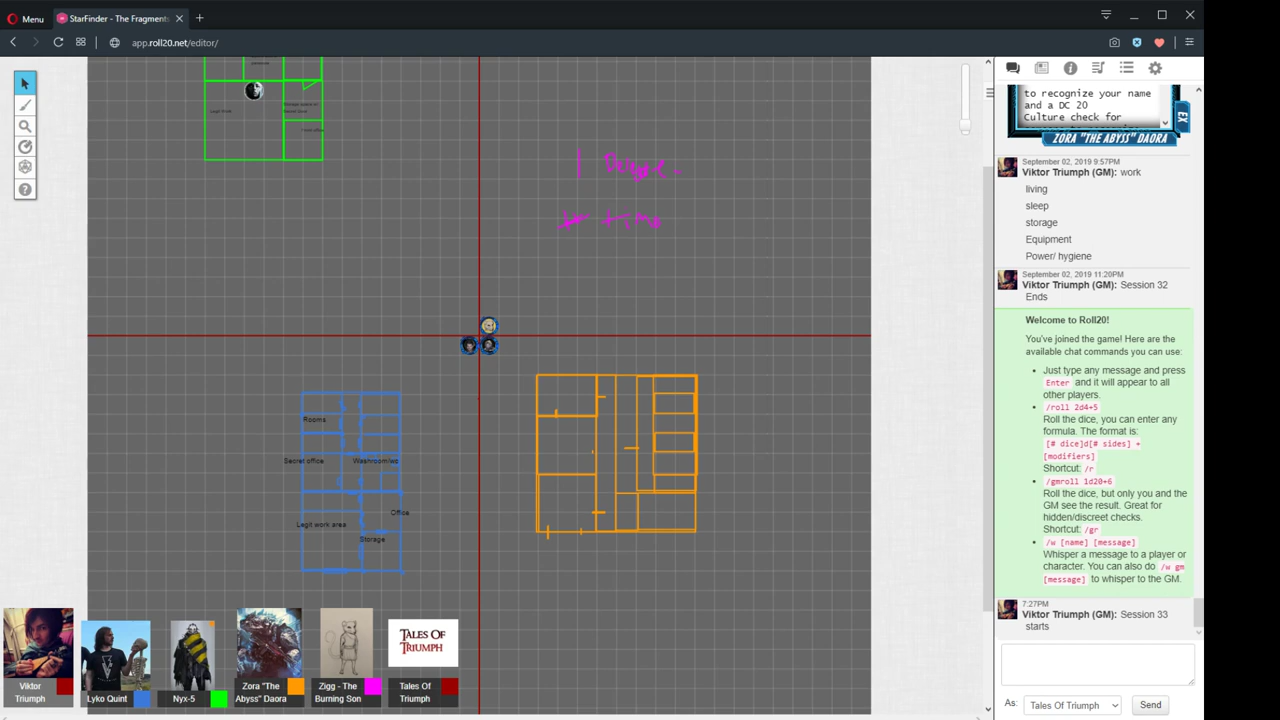 Menu
StarFinder - The Fragments
app.roll20.net/editor/
Legit Work
Rooms
Secret office
Washroom/wc
Legit work area
Office
Storage
to recognize your name
and a DC 20
Culture check for
EX
ZORA "THE ABYSS" DAORA
September 02, 2019 9:57PM
Viktor Triumph (GM): work
living
sleep
storage
Equipment
Power/ hygiene
September 02, 2019 11:20PM
Viktor Triumph (GM): Session 32
Ends
Welcome to Roll20!
You've joined the game! Here are the
available chat commands you can use:
Just type any message and press
Enter and it will appear to all
other players.
/roll 2d4+5
Roll the dice, you can enter any
formula. The format is:
[# dice]d[# sides] +
[modifiers]
Shortcut: /r
/gmroll 1d20+6
Roll the dice, but only you and the
GM see the result. Great for
hidden/discreet checks.
Shortcut: /gr
/w [name] [message]
Whisper a message to a player or
character. You can also do /w gm
[message] to whisper to the GM.
7:27PM
Viktor Triumph (GM): Session 33
starts
As: Tales Of Triumph
Send
Viktor
Triumph
Lyko Quint
Nyx-5
Zora "The
Abyss" Daora
Zigg - The
Burning Son
TALES OF
TRIUMPH
Tales Of
Triumph